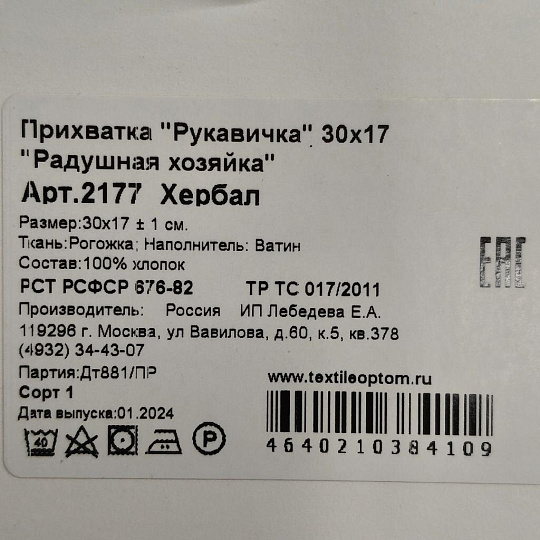 Прихватка "Рукавичка" 30х17
"Радушная хозяйка"
Арт.2177 Хербал
Размер:30х17 ± 1 см.
Ткань:Рогожка; Наполнитель: Ватин
Состав:100% хлопок
РСТ РСФСР 676-82 ТР ТС 017/2011
Производитель: Россия ИП Лебедева Е.А.
119296 г. Москва, ул Вавилова, д.60, к.5, кв.378
(4932) 34-43-07
Партия:Дт881/ПР
Сорт 1
Дата выпуска:01.2024
www.textileoptom.ru
40 P
4640210384109
EAC